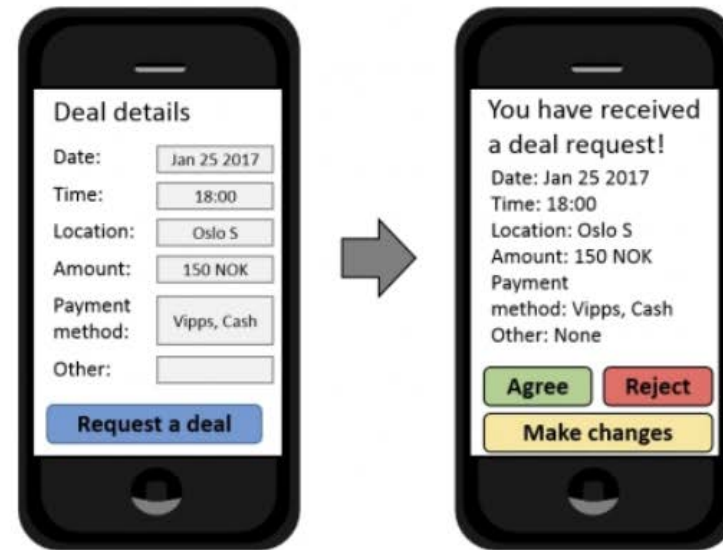 Deal details
Date: Jan 25 2017
Time: 18:00
Location: Oslo S
Amount: 150 NOK
Payment
method: Vipps, Cash
Other:
Request a deal
You have received
a deal request!
Date: Jan 25 2017
Time: 18:00
Location: Oslo S
Amount: 150 NOK
Payment
method: Vipps, Cash
Other: None
Agree Reject
Make changes